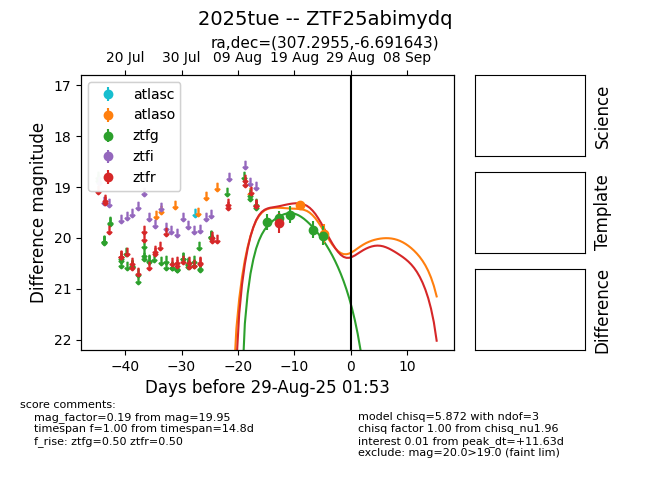 2025tue -- ZTF25abimydq
ra,dec=(307.2955,-6.691643)
20 Jul 30 Jul 09 Aug 19 Aug 29 Aug 08 Sep
17
18
19
20
21
22
Difference magnitude
atlasc
atlaso
ztfg
ztfi
ztfr
−40 −30 −20 −10 0 10
Days before 29-Aug-25 01:53
Science
Template
Difference
score comments:
mag_factor=0.19 from mag=19.95
timespan f=1.00 from timespan=14.8d
f_rise: ztfg=0.50 ztfr=0.50
model chisq=5.872 with ndof=3
chisq factor 1.00 from chisq_nu1.96
interest 0.01 from peak_dt=+11.63d
exclude: mag=20.0>19.0 (faint lim)